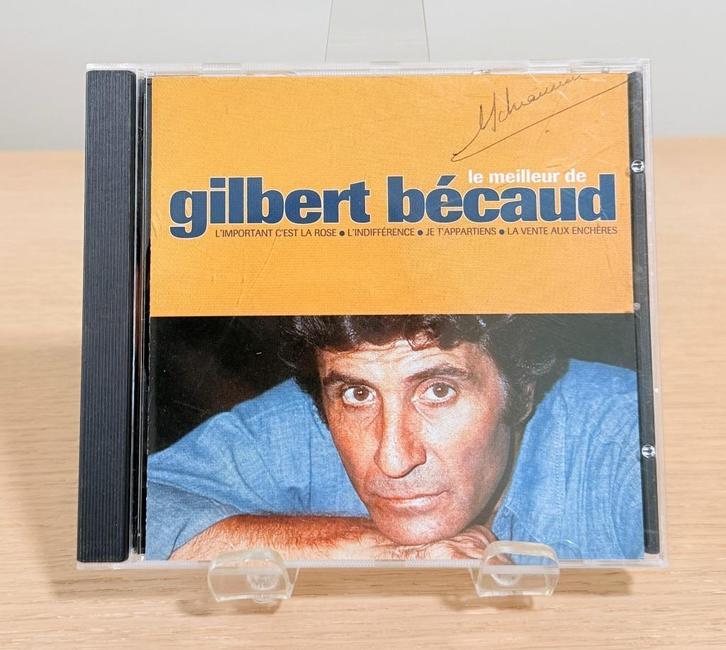 le meilleur de
gilbert bécaud
L'IMPORTANT C'EST LA ROSE ● L'INDIFFÉRENCE ● JE T'APPARTIENS ● LA VENTE AUX ENCHÈRES